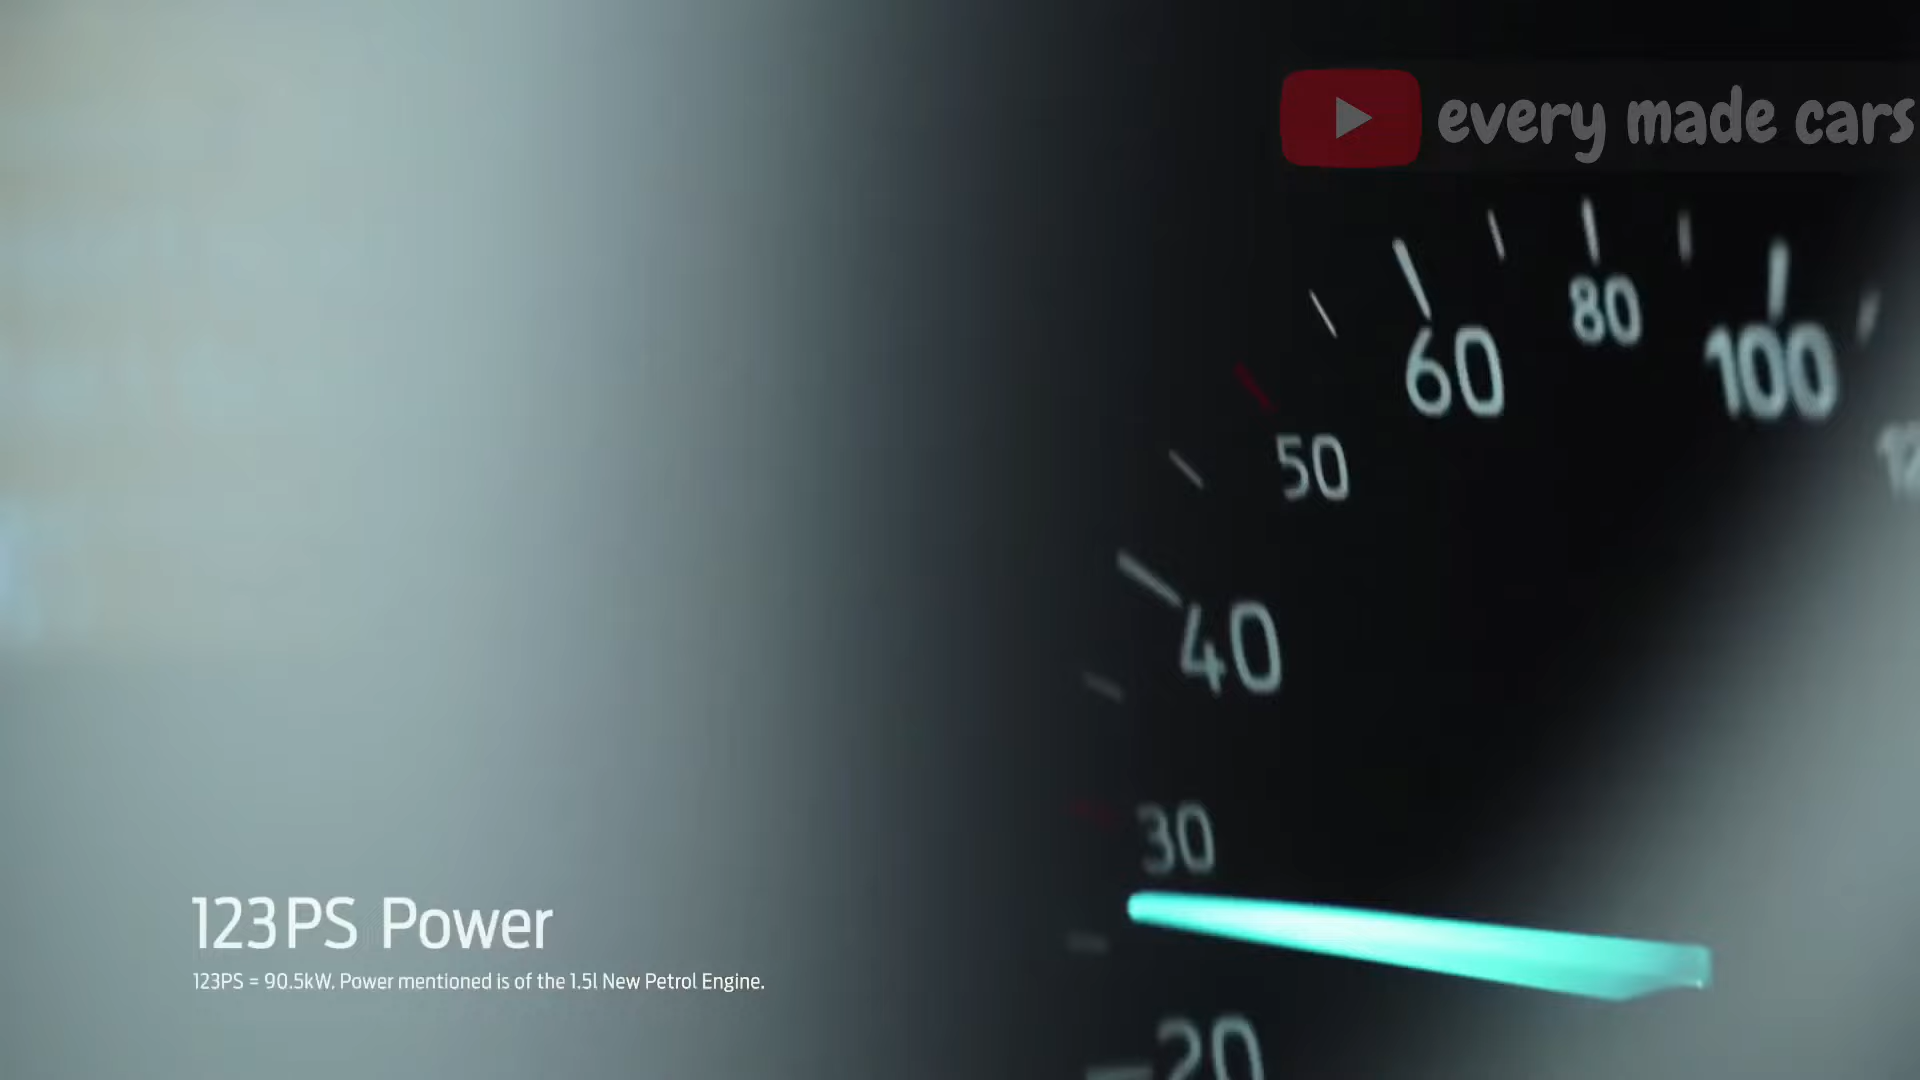 every made cars
60
80
100
50
40
30
20
123PS Power
123PS = 90.5kW. Power mentioned is of the 1.5l New Petrol Engine.